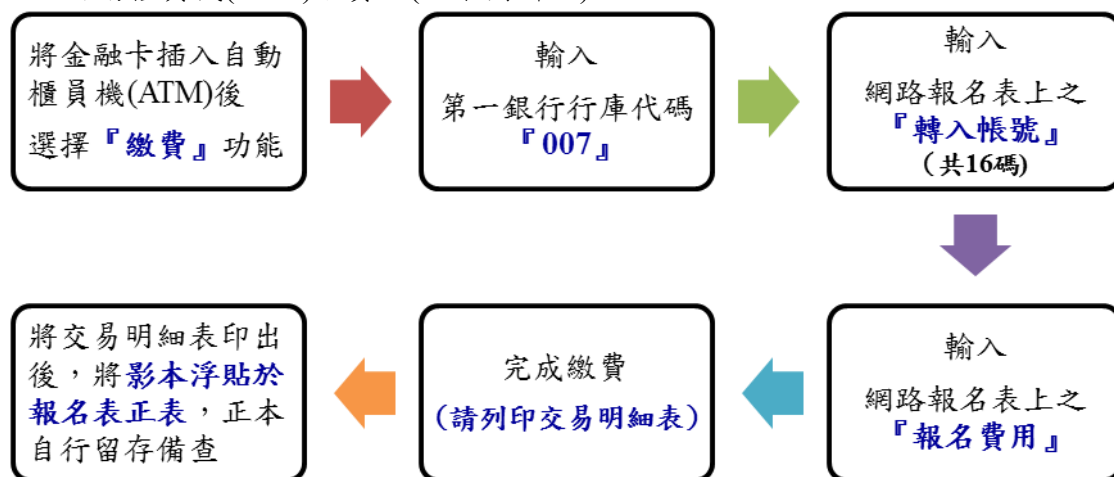 將金融卡插入自動
櫃員機(ATM)後
選擇『繳費』功能
輸入
第一銀行行庫代碼
『007』
輸入
網路報名表上之
『轉入帳號』
（共16碼)
輸入
網路報名表上之
『報名費用』
完成繳費
(請列印交易明細表)
將交易明細表印出
後，將影本浮貼於
報名表正表，正本
自行留存備查